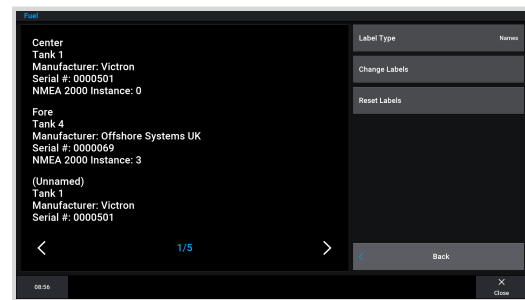 Fuel
Center
Tank 1
Manufacturer: Victron
Serial #: 0000501
NMEA 2000 Instance: 0
Fore
Tank 4
Manufacturer: Offshore Systems UK
Serial #: 0000069
NMEA 2000 Instance: 3
(Unnamed)
Tank 1
Manufacturer: Victron
Serial #: 0000501
1/5
Label Type Names
Change Labels
Reset Labels
Back
08:56
Close